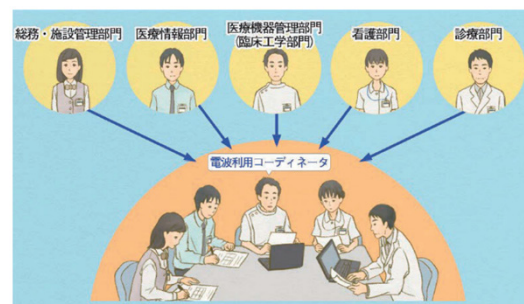 総務・施設管理部門
医療情報部門
医療機器管理部門
(臨床工学部門)
看護部門
診療部門
電波利用コーディネータ